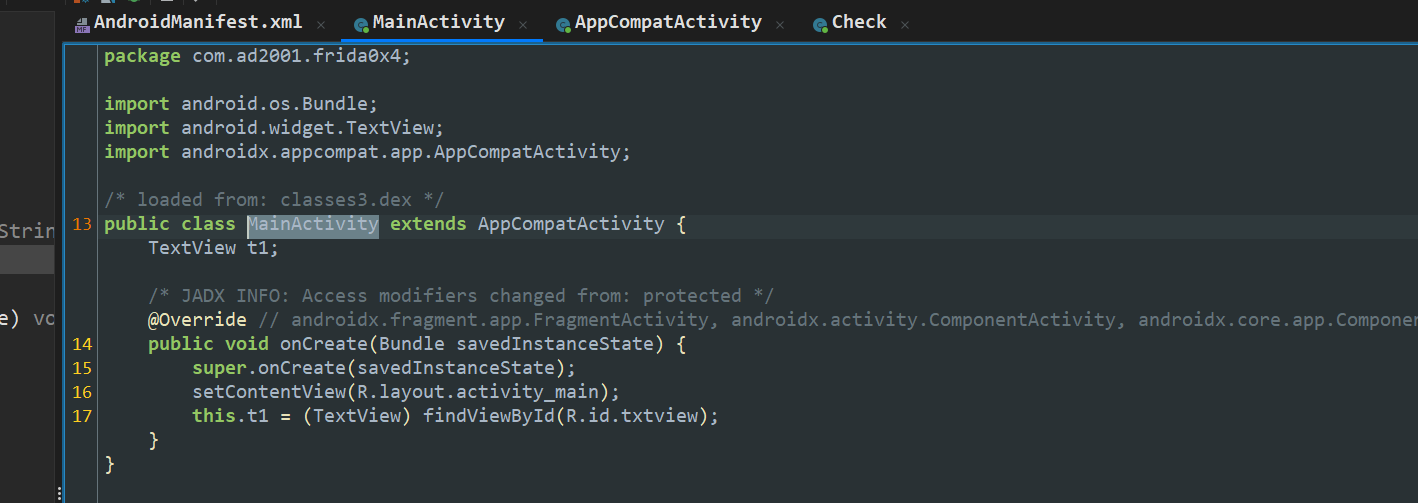 AndroidManifest.xml × MainActivity × AppCompatActivity × Check ×
package com.ad2001.frida0x4;
import android.os.Bundle;
import android.widget.TextView;
import androidx.appcompat.app.AppCompatActivity;
/* loaded from: classes3.dex */
13 public class MainActivity extends AppCompatActivity {
TextView t1;
/* JADX INFO: Access modifiers changed from: protected */
@Override // androidx.fragment.app.FragmentActivity, androidx.activity.ComponentActivity, androidx.core.app.Componen
14 public void onCreate(Bundle savedInstanceState) {
15 super.onCreate(savedInstanceState);
16 setContentView(R.layout.activity_main);
17 this.t1 = (TextView) findViewById(R.id.txtview);
}
}
Strin
e) vo